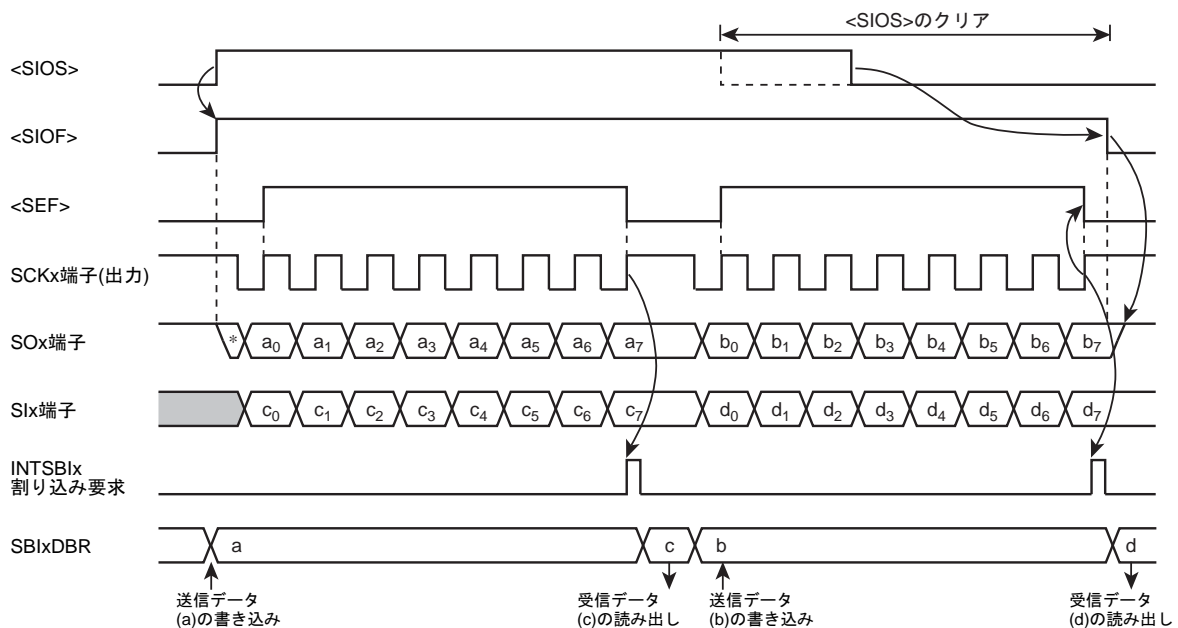 <SIOS>のクリア
<SIOS>
<SIOF>
<SEF>
SCKx端子(出力)
SOx端子
* a0 a1 a2 a3 a4 a5 a6 a7 b0 b1 b2 b3 b4 b5 b6 b7
SIx端子
c0 c1 c2 c3 c4 c5 c6 c7 d0 d1 d2 d3 d4 d5 d6 d7
INTSBIx
割り込み要求
SBIxDBR
a c b d
送信データ
(a)の書き込み
受信データ
(c)の読み出し
送信データ
(b)の書き込み
受信データ
(d)の読み出し